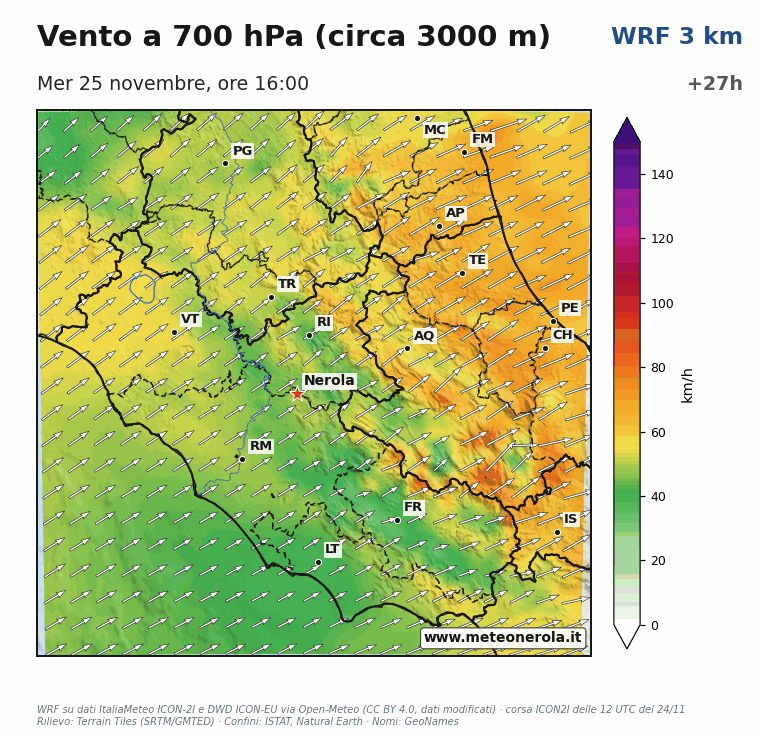 Vento a 700 hPa (circa 3000 m)
WRF 3 km
Mer 25 novembre, ore 16:00
+27h
MC
FM
PG
140
AP
120
TE
TR
PE
100
VT
RI
CH
AQ
80
km/h
Nerola
60
RM
40
FR
IS
LT
20
0
www.meteonerola.it
WRF su dati ItaliaMeteo ICON-2I e DWD ICON-EU via Open-Meteo (CC BY 4.0, dati modificati) · corsa ICON2I delle 12 UTC del 24/11
Rilievo: Terrain Tiles (SRTM/GMTED) · Confini: ISTAT, Natural Earth · Nomi: GeoNames